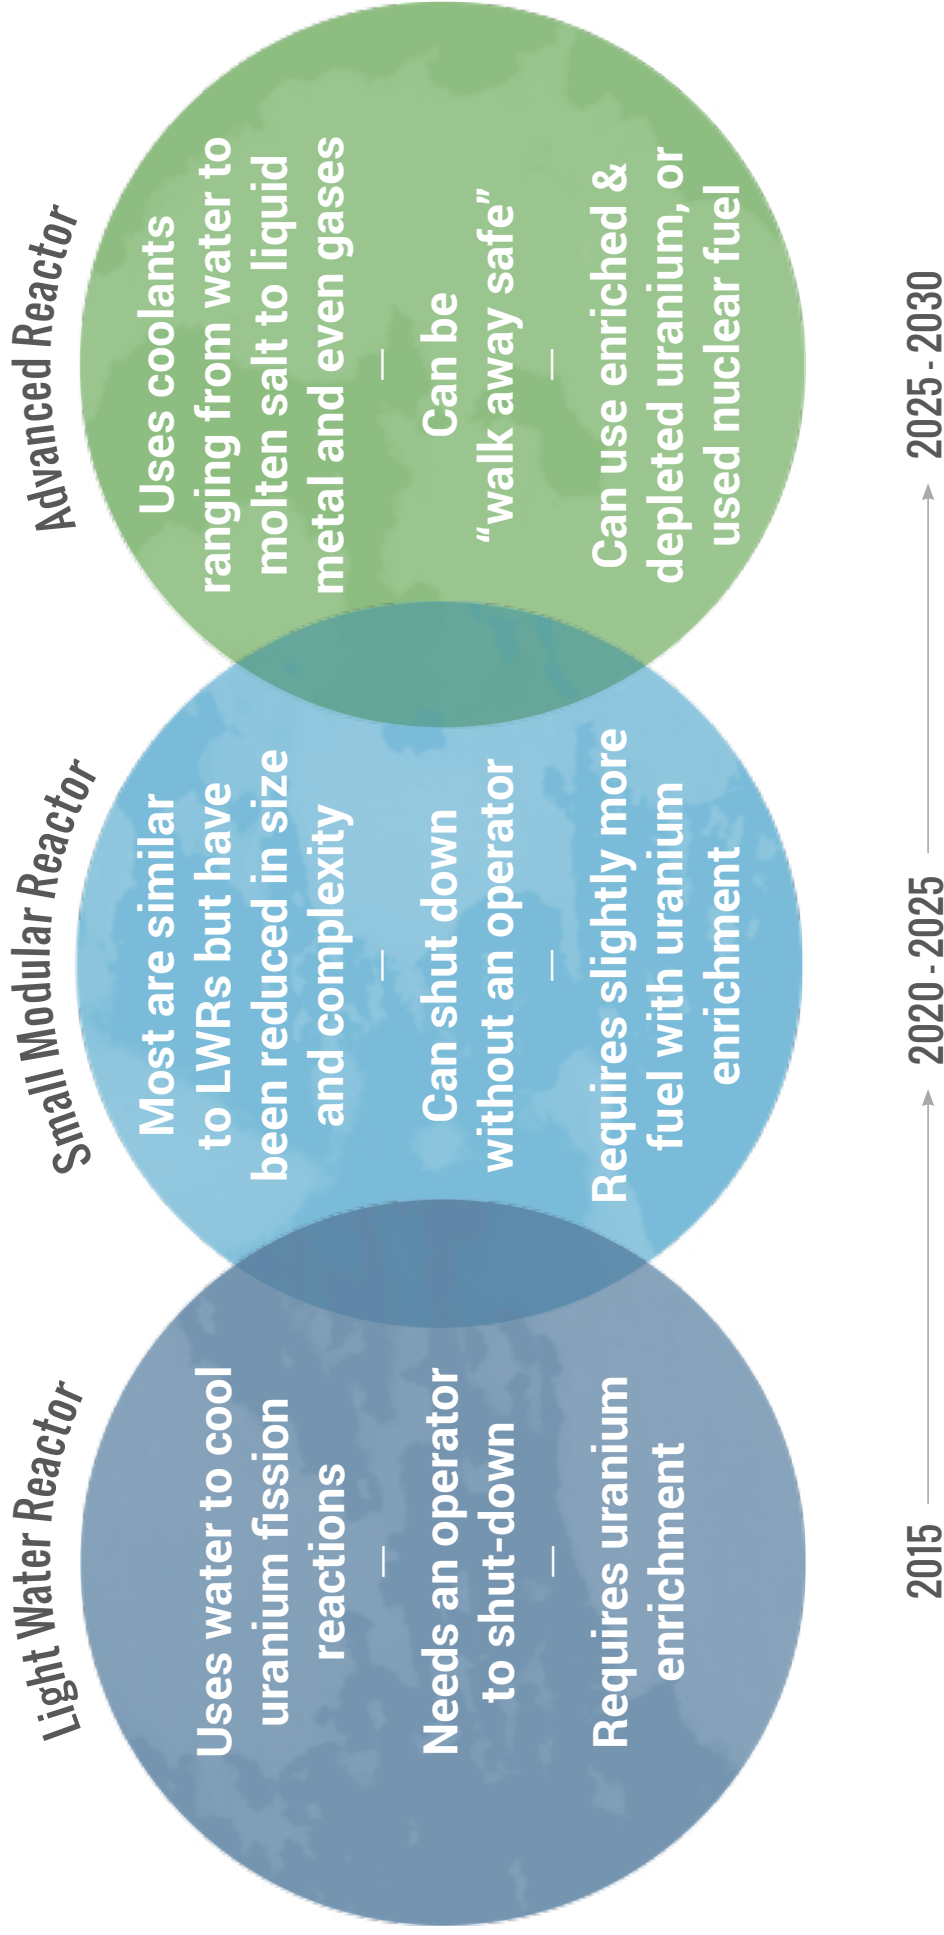 Light Water Reactor
Uses water to cool
uranium fission
reactions
Needs an operator
to shut-down
Requires uranium
enrichment
2015
Small Modular Reactor
Most are similar
to LWRs but have
been reduced in size
and complexity
Can shut down
without an operator
Requires slightly more
fuel with uranium
enrichment
2020 - 2025
Advanced Reactor
Uses coolants
ranging from water to
molten salt to liquid
metal and even gases
Can be
“walk away safe”
Can use enriched &
depleted uranium, or
used nuclear fuel
2025 - 2030